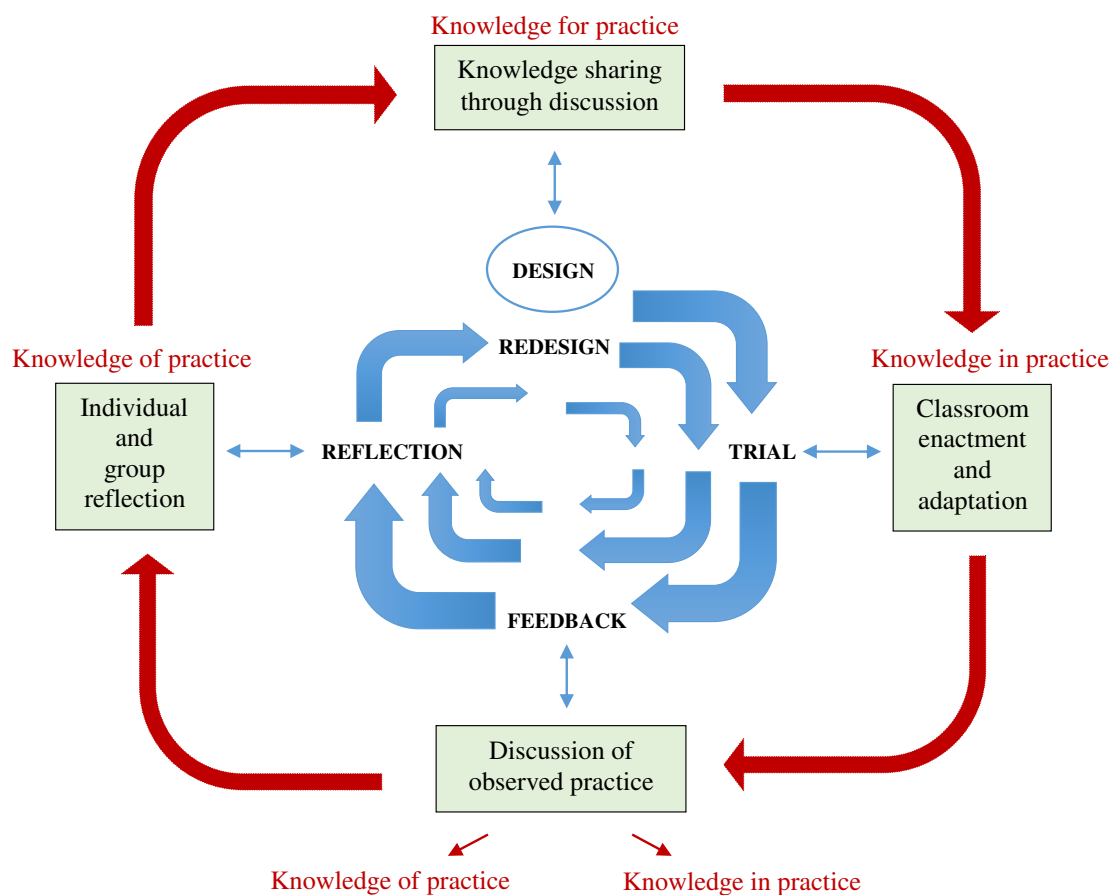 Knowledge for practice
Knowledge sharing
through discussion
DESIGN
REDESIGN
Knowledge of practice
Individual
and
group
reflection
REFLECTION
TRIAL
Knowledge in practice
Classroom
enactment
and
adaptation
FEEDBACK
Discussion of
observed practice
Knowledge of practice
Knowledge in practice